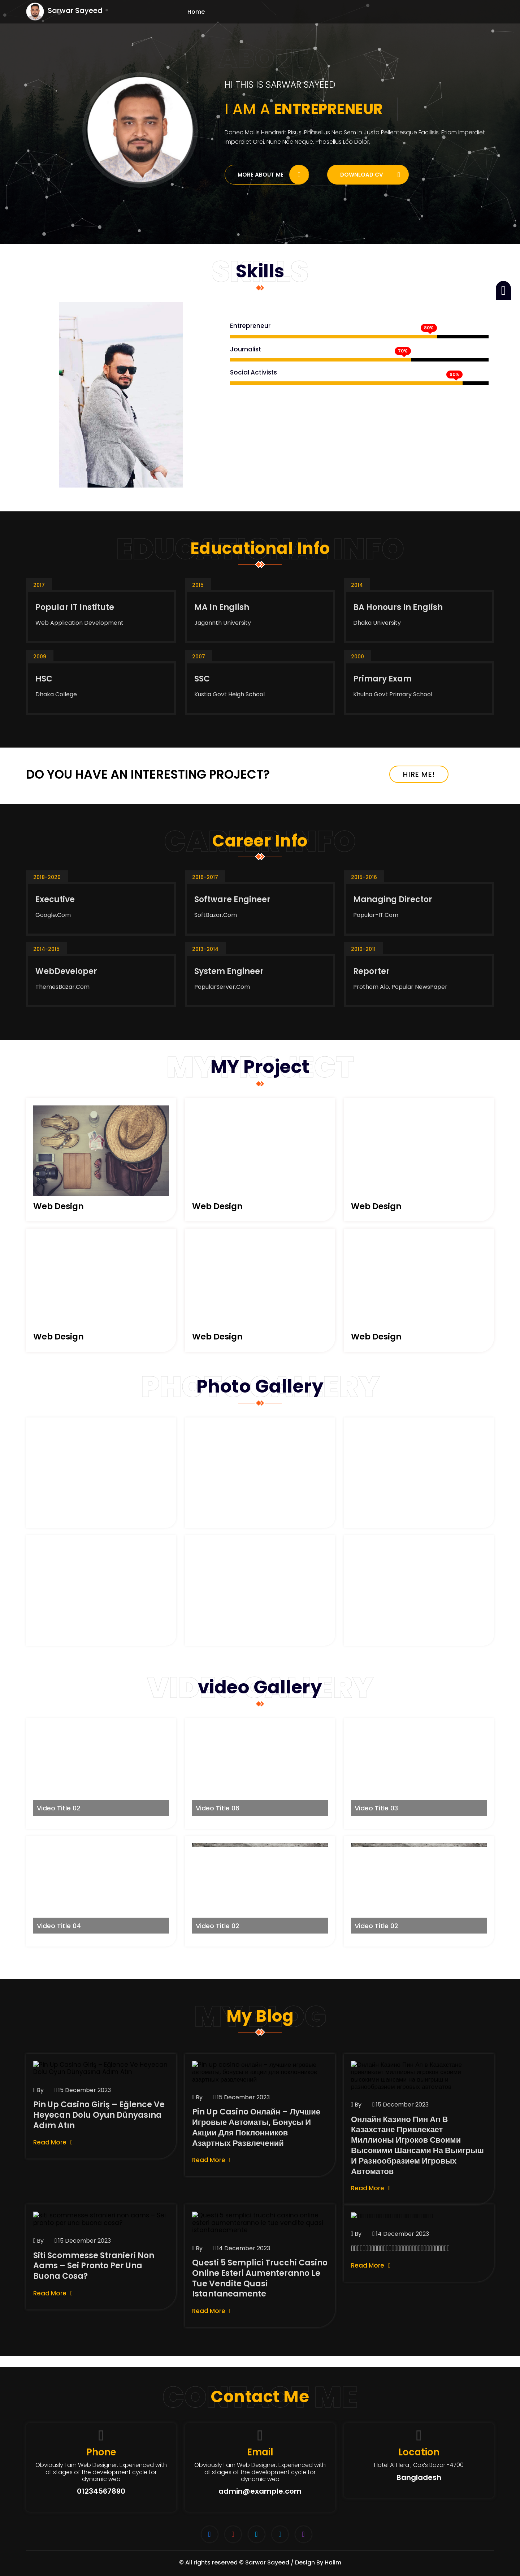 Sarwar Sayeed
Home
HI THIS IS SARWAR SAYEED
I AM A ENTREPRENEUR
Donec Mollis Hendrerit Risus. Phasellus Nec Sem In Justo Pellentesque Facilisis. Etiam Imperdiet
Imperdiet Orci. Nunc Nec Neque. Phasellus Leo Dolor,
MORE ABOUT ME
DOWNLOAD CV
SKILLS
Skills
Entrepreneur
80%
Journalist
70%
Social Activists
90%
EDUCATIONAL INFO
Educational Info
2017
Popular IT Institute
Web Application Development
2015
MA In English
Jagannth University
2014
BA Honours In English
Dhaka University
2009
HSC
Dhaka College
2007
SSC
Kustia Govt Heigh School
2000
Primary Exam
Khulna Govt Primary School
DO YOU HAVE AN INTERESTING PROJECT?
HIRE ME!
CAREER INFO
Career Info
2018-2020
Executive
Google.Com
2016-2017
Software Engineer
SoftBazar.Com
2015-2016
Managing Director
Popular-IT.Com
2014-2015
WebDeveloper
ThemesBazar.Com
2013-2014
System Engineer
PopularServer.Com
2010-2011
Reporter
Prothom Alo, Popular NewsPaper
MY PROJECT
MY Project
Web Design
Web Design
Web Design
Web Design
Web Design
Web Design
PHOTO GALLERY
Photo Gallery
VIDEO GALLERY
video Gallery
Video Title 02
Video Title 06
Video Title 03
Video Title 04
Video Title 02
Video Title 02
MY BLOG
My Blog
By 15 December 2023
Pin Up Casino Giriş – Eğlence Ve
Heyecan Dolu Oyun Dünyasına
Adım Atın
Read More
By 15 December 2023
Pin Up Casino Онлайн – Лучшие
Игровые Автоматы, Бонусы И
Акции Для Поклонников
Азартных Развлечений
Read More
By 15 December 2023
Онлайн Казино Пин Ап В
Казахстане Привлекает
Миллионы Игроков Своими
Высокими Шансами На Выигрыш
И Разнообразием Игровых
Автоматов
Read More
By 15 December 2023
Siti Scommesse Stranieri Non
Aams – Sei Pronto Per Una
Buona Cosa?
Read More
By 14 December 2023
Questi 5 Semplici Trucchi Casino
Online Esteri Aumenteranno Le
Tue Vendite Quasi
Istantaneamente
Read More
By 14 December 2023
Read More
CONTACT ME
Contact Me
Phone
Obviously I am Web Designer. Experienced with
all stages of the development cycle for
dynamic web
01234567890
Email
Obviously I am Web Designer. Experienced with
all stages of the development cycle for
dynamic web
admin@example.com
Location
Hotel Al Hera , Cox's Bazar -4700
Bangladesh
© All rights reserved © Sarwar Sayeed / Design By Halim